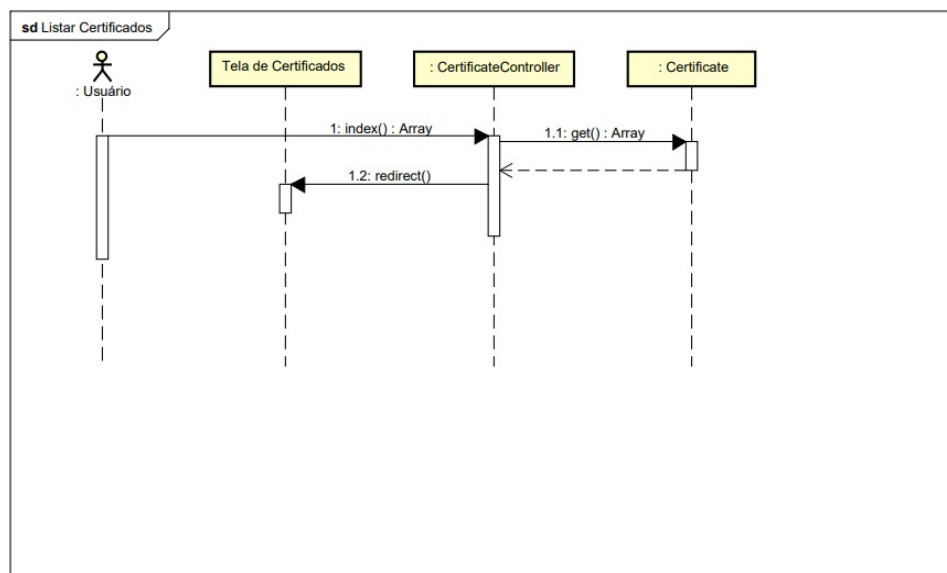 sd Listar Certificados
: Usuário
Tela de Certificados
: CertificateController
: Certificate
1: index() : Array
1.1: get() : Array
1.2: redirect()